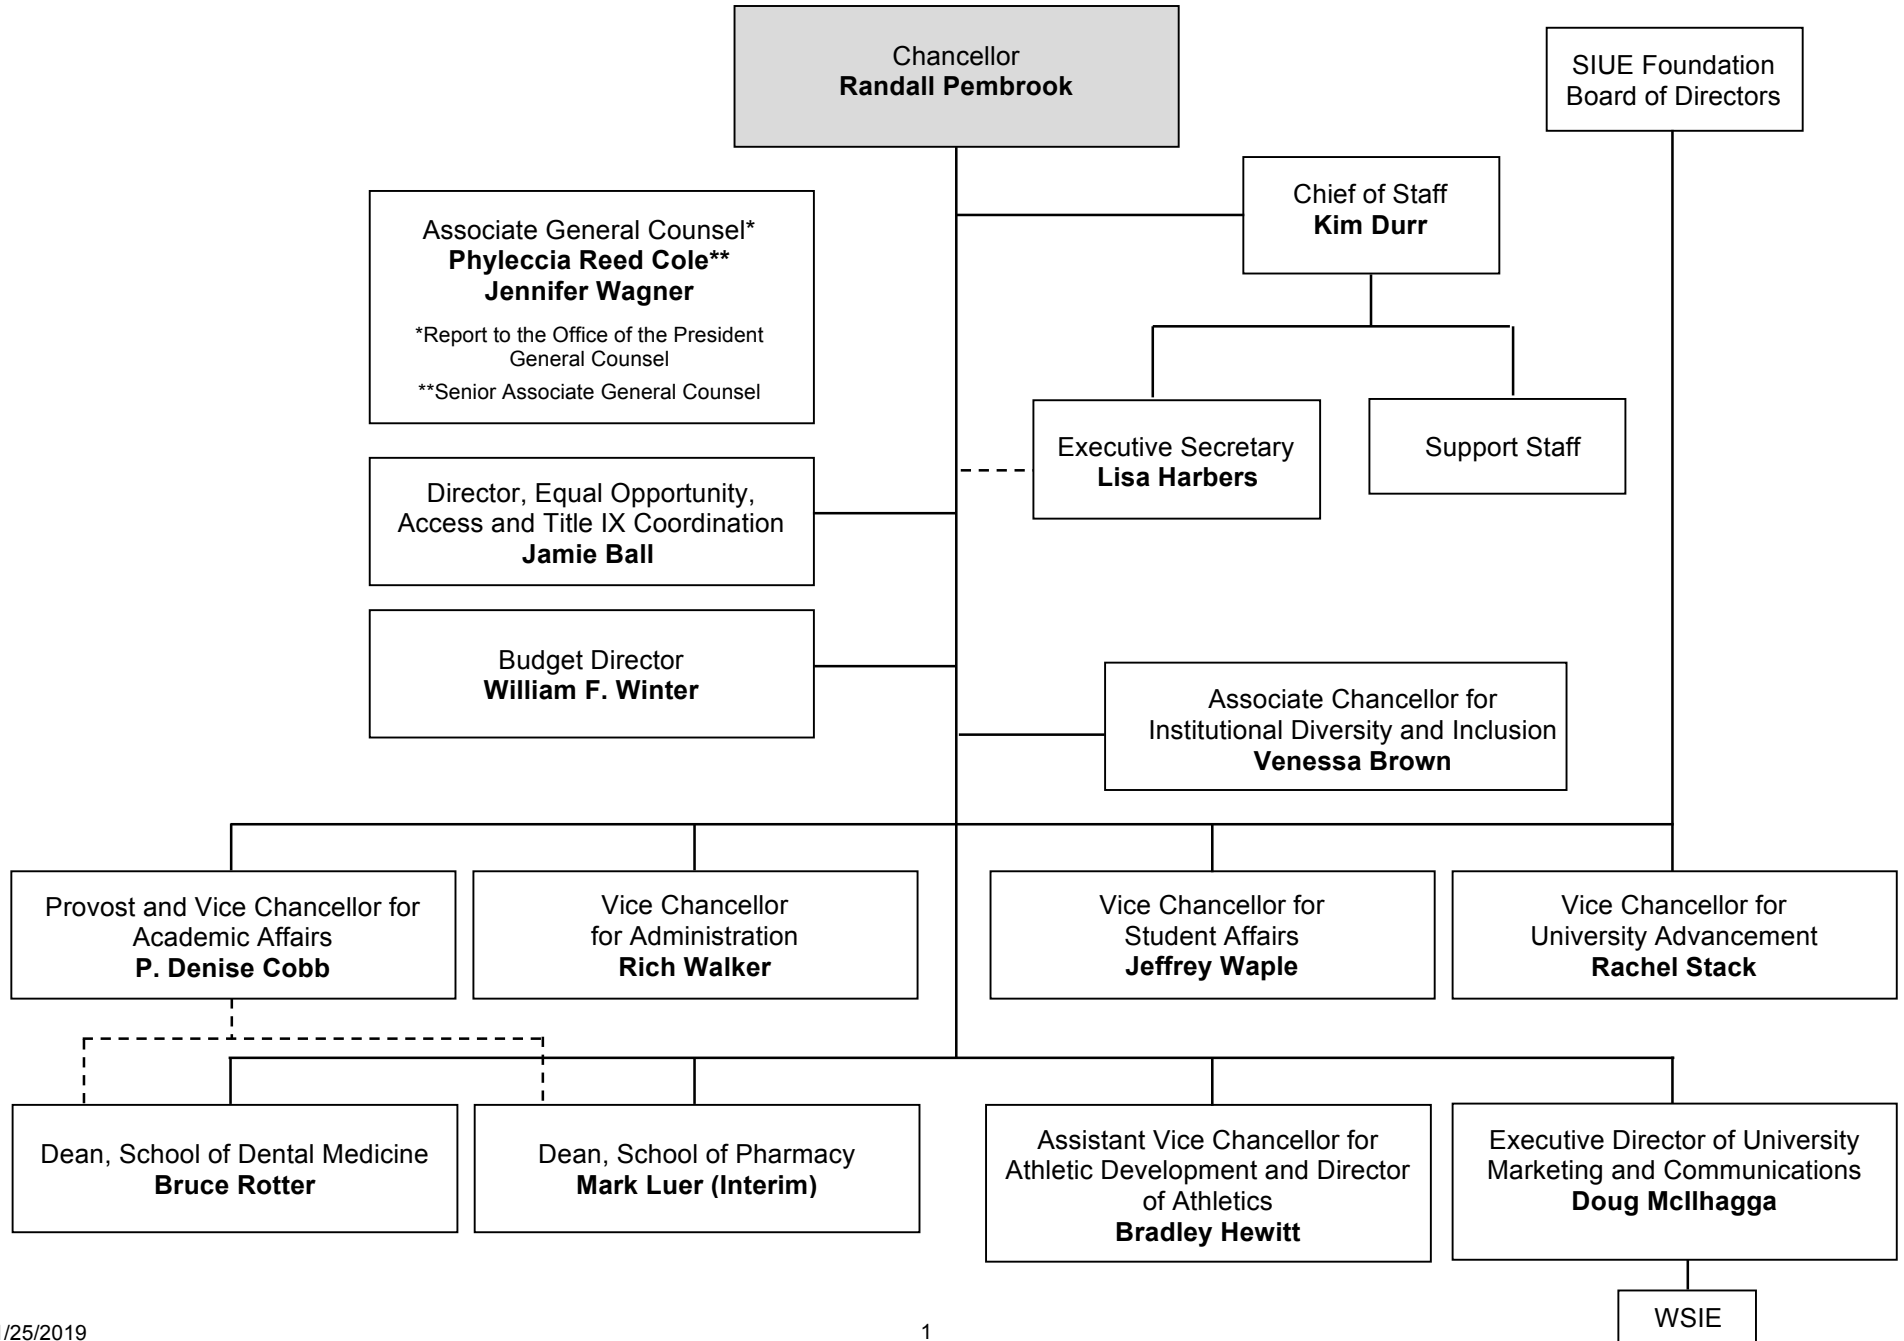 Chancellor
Randall Pembrook
SIUE Foundation
Board of Directors
Chief of Staff
Kim Durr
Associate General Counsel*
Phyleccia Reed Cole**
Jennifer Wagner
*Report to the Office of the President
General Counsel
**Senior Associate General Counsel
Executive Secretary
Lisa Harbers
Support Staff
Director, Equal Opportunity,
Access and Title IX Coordination
Jamie Ball
Budget Director
William F. Winter
Associate Chancellor for
Institutional Diversity and Inclusion
Venessa Brown
Provost and Vice Chancellor for
Academic Affairs
P. Denise Cobb
Vice Chancellor
for Administration
Rich Walker
Vice Chancellor for
Student Affairs
Jeffrey Waple
Vice Chancellor for
University Advancement
Rachel Stack
Dean, School of Dental Medicine
Bruce Rotter
Dean, School of Pharmacy
Mark Luer (Interim)
Assistant Vice Chancellor for
Athletic Development and Director
of Athletics
Bradley Hewitt
Executive Director of University
Marketing and Communications
Doug McIlhagga
WSIE
/25/2019
1